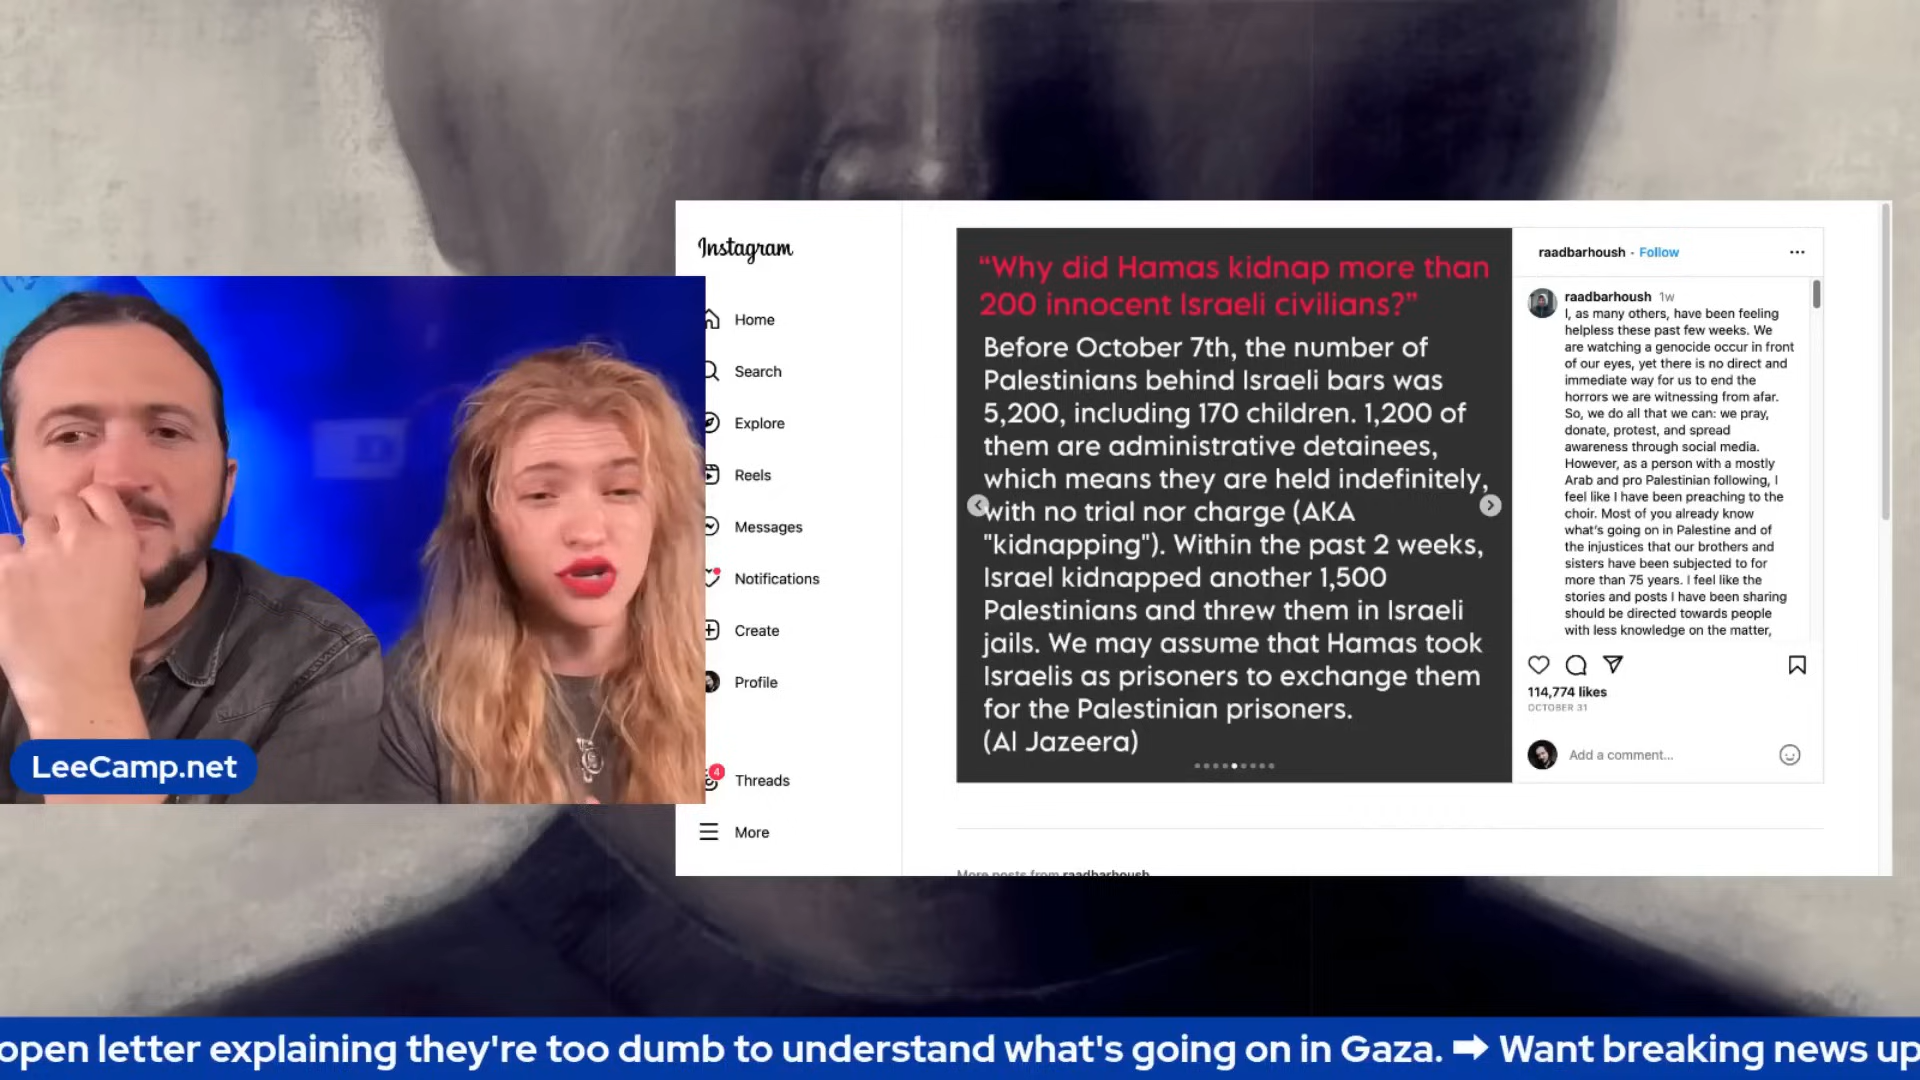 Instagram
Home
Search
Explore
Reels
Messages
Notifications
Create
Profile
4
Threads
More
“Why did Hamas kidnap more than
200 innocent Israeli civilians?”
Before October 7th, the number of
Palestinians behind Israeli bars was
5,200, including 170 children. 1,200 of
them are administrative detainees,
which means they are held indefinitely,
with no trial nor charge (AKA
"kidnapping"). Within the past 2 weeks,
Israel kidnapped another 1,500
Palestinians and threw them in Israeli
jails. We may assume that Hamas took
Israelis as prisoners to exchange them
for the Palestinian prisoners.
(Al Jazeera)
raadbarhoush · Follow
raadbarhoush 1w
I, as many others, have been feeling
helpless these past few weeks. We
are watching a genocide occur in front
of our eyes, yet there is no direct and
immediate way for us to end the
horrors we are witnessing from afar.
So, we do all that we can: we pray,
donate, protest, and spread
awareness through social media.
However, as a person with a mostly
Arab and pro Palestinian following, I
feel like I have been preaching to the
choir. Most of you already know
what's going on in Palestine and of
the injustices that our brothers and
sisters have been subjected to for
more than 75 years. I feel like the
stories and posts I have been sharing
should be directed towards people
with less knowledge on the matter,
114,774 likes
OCTOBER 31
Add a comment...
More posts from raadbarhoush
LeeCamp.net
open letter explaining they're too dumb to understand what's going on in Gaza. ➡ Want breaking news up